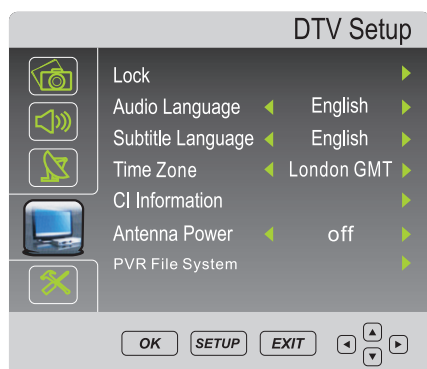 DTV Setup
Lock
Audio Language English
Subtitle Language English
Time Zone London GMT
CI Information
Antenna Power off
PVR File System
OK SETUP EXIT